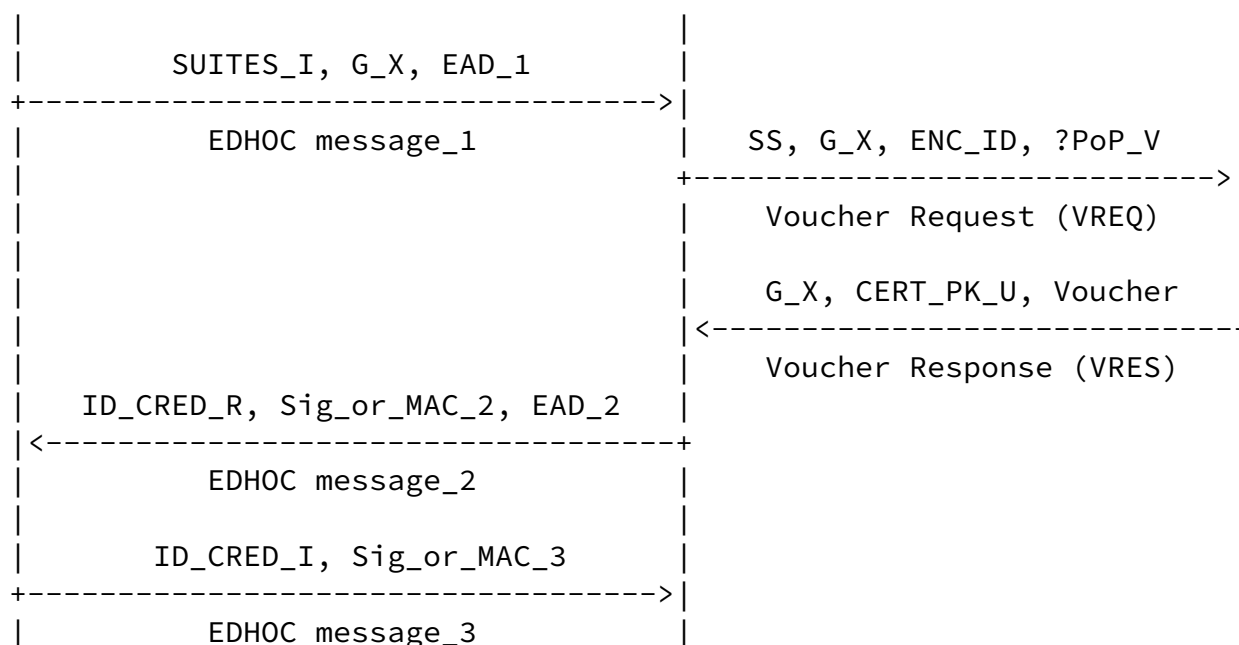 SUITES_I, G_X, EAD_1
EDHOC message_1
SS, G_X, ENC_ID, ?PoP_V
Voucher Request (VREQ)
G_X, CERT_PK_U, Voucher
Voucher Response (VRES)
ID_CRED_R, Sig_or_MAC_2, EAD_2
EDHOC message_2
ID_CRED_I, Sig_or_MAC_3
EDHOC message_3